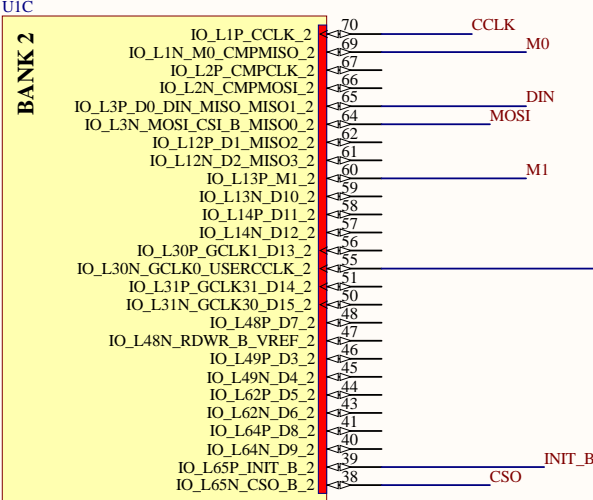 U1C
BANK 2
IO_L1P_CCLK_2 70 CCLK
IO_L1N_M0_CMPMISO_2 69 M0
IO_L2P_CMPCLK_2 67
IO_L2N_CMPMOSI_2 66
IO_L3P_D0_DIN_MISO_MISO1_2 65 DIN
IO_L3N_MOSI_CSI_B_MISO0_2 64 MOSI
IO_L12P_D1_MISO2_2 62
IO_L12N_D2_MISO3_2 61
IO_L13P_M1_2 60 M1
IO_L13N_D10_2 59
IO_L14P_D11_2 58
IO_L14N_D12_2 57
IO_L30P_GCLK1_D13_2 56
IO_L30N_GCLK0_USERCCLK_2 55
IO_L31P_GCLK31_D14_2 51
IO_L31N_GCLK30_D15_2 50
IO_L48P_D7_2 48
IO_L48N_RDWR_B_VREF_2 47
IO_L49P_D3_2 46
IO_L49N_D4_2 45
IO_L62P_D5_2 44
IO_L62N_D6_2 43
IO_L64P_D8_2 41
IO_L64N_D9_2 40
IO_L65P_INIT_B_2 39 INIT_B
IO_L65N_CSO_B_2 38 CSO